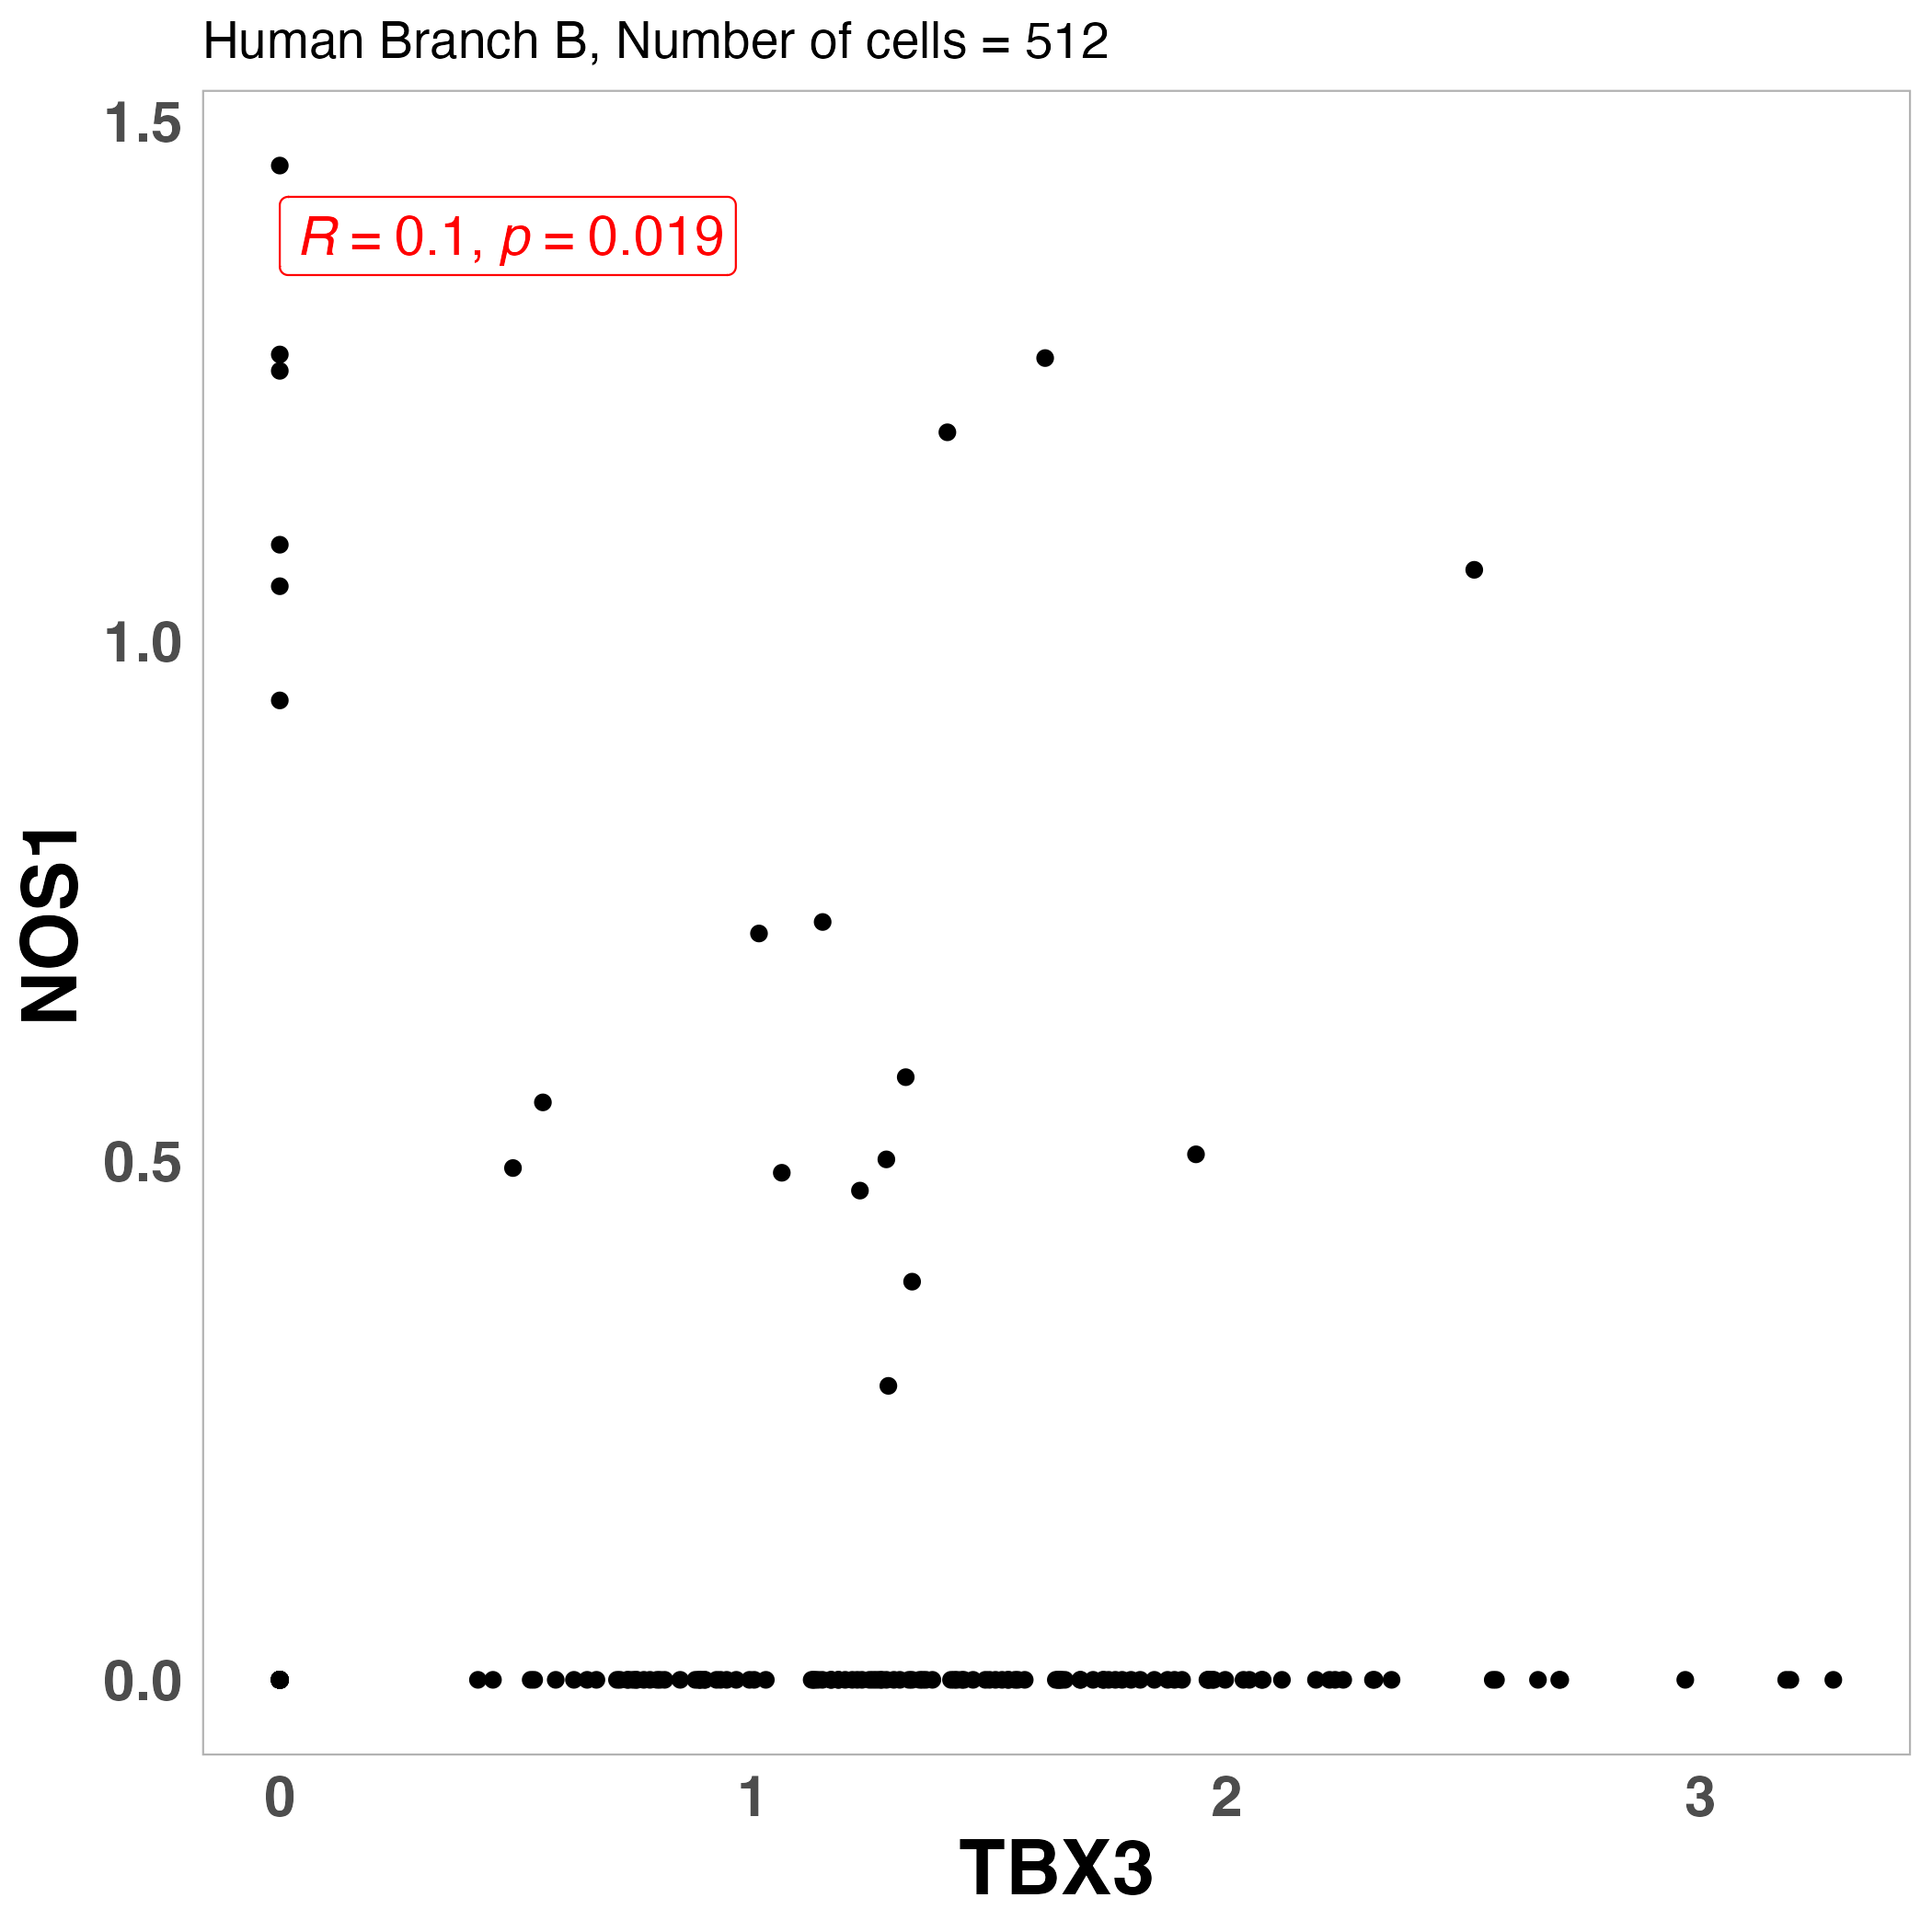 Human Branch B, Number of cells = 512
1.5
R = 0.1, p = 0.019
1.0
NOS1
0.5
0.0
0 1 2 3
TBX3